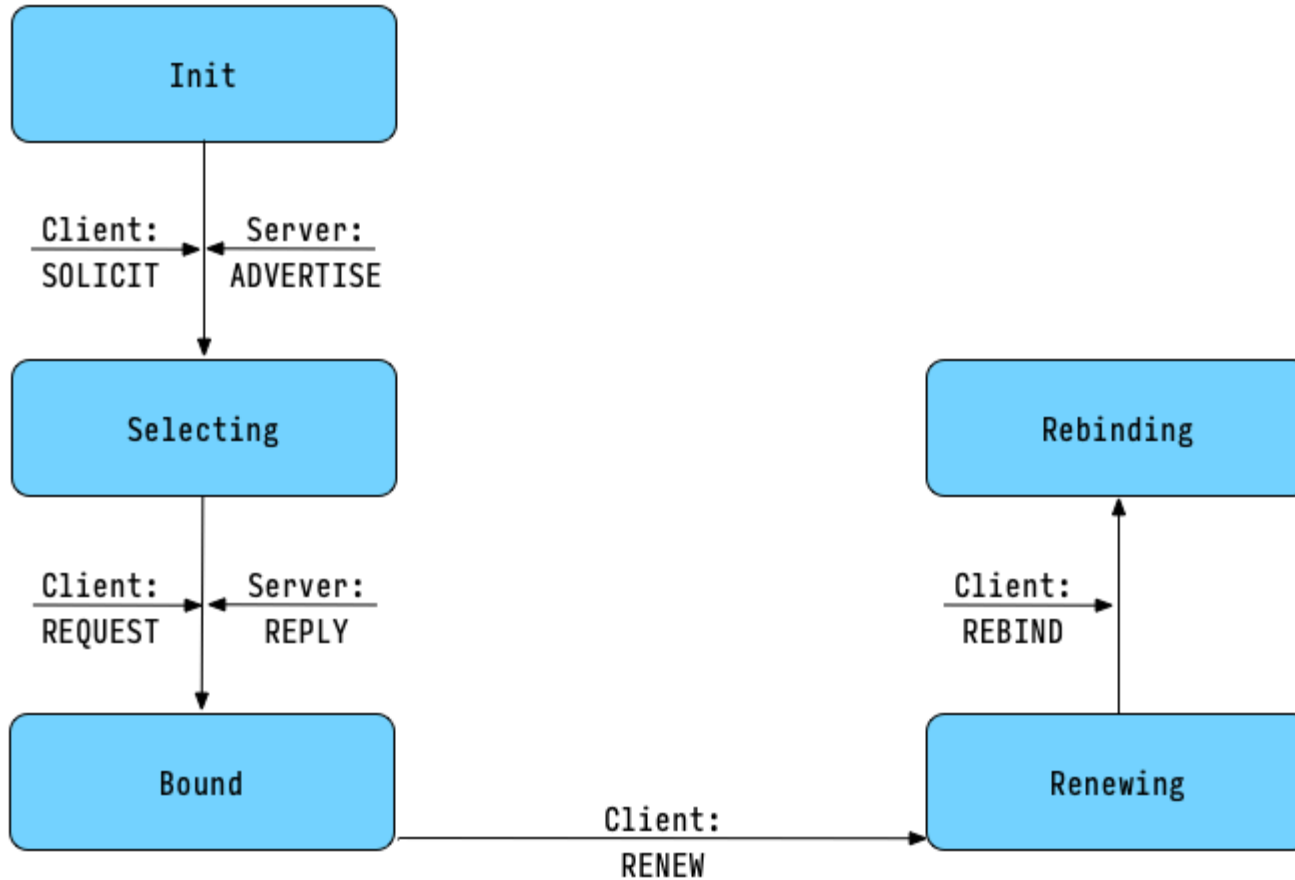 Init
Client:
SOLICIT
Server:
ADVERTISE
Selecting
Client:
REQUEST
Server:
REPLY
Bound
Client:
RENEW
Renewing
Client:
REBIND
Rebinding